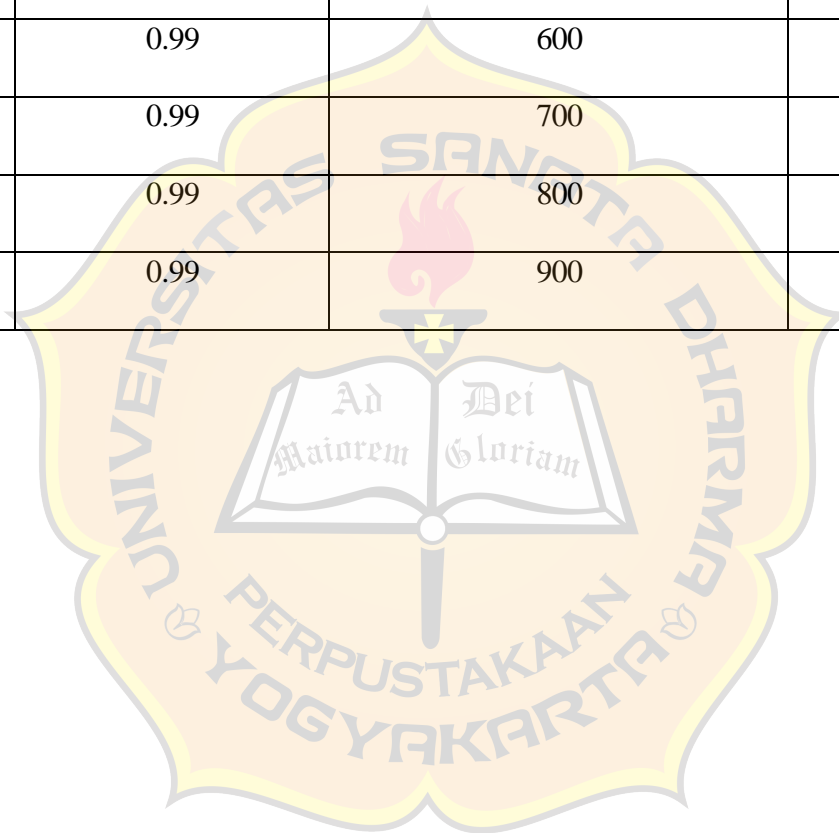 0.99 600
0.99 700
0.99 800
0.99 900
UNIVERSITAS SANATA DHARMA
Ad Dei
Maiorem Gloriam
PERPUSTAKAAN
YOGYAKARTA